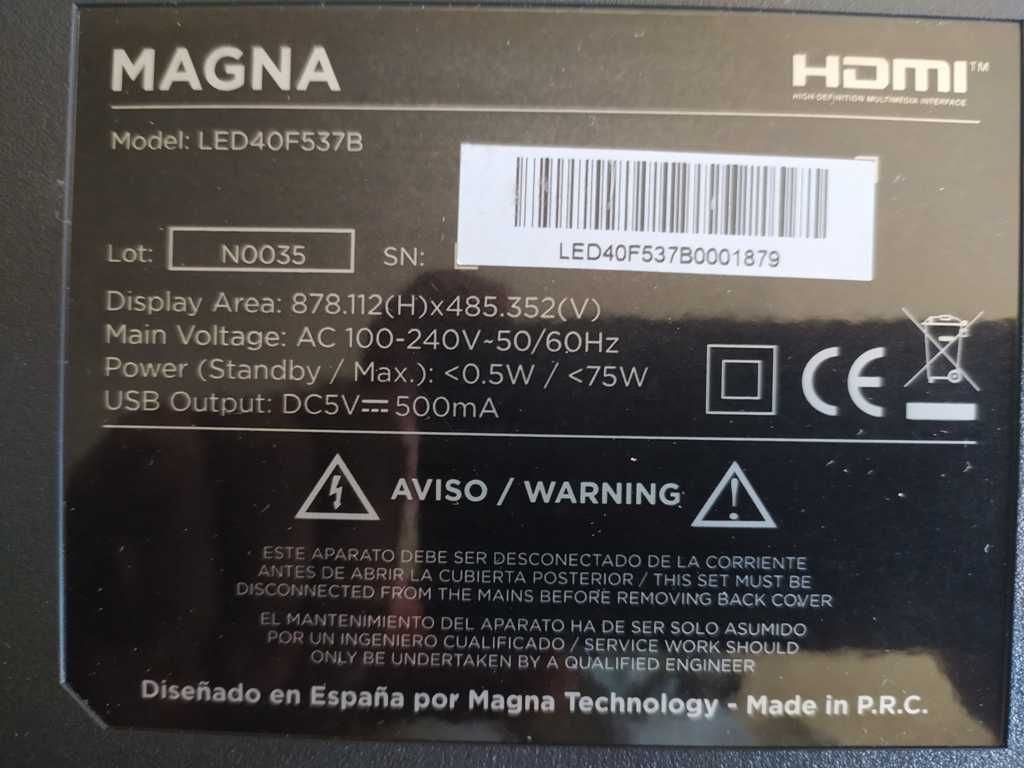 MAGNA
HDMI™
HIGH-DEFINITION MULTIMEDIA INTERFACE
Model: LED40F537B
Lot: N0035 SN: LED40F537B0001879
Display Area: 878.112(H)x485.352(V)
Main Voltage: AC 100-240V~50/60Hz
Power (Standby / Max.): <0.5W / <75W
USB Output: DC5V⎓500mA
CE
AVISO / WARNING
ESTE APARATO DEBE SER DESCONECTADO DE LA CORRIENTE
ANTES DE ABRIR LA CUBIERTA POSTERIOR / THIS SET MUST BE
DISCONNECTED FROM THE MAINS BEFORE REMOVING BACK COVER
EL MANTENIMIENTO DEL APARATO HA DE SER SOLO ASUMIDO
POR UN INGENIERO CUALIFICADO / SERVICE WORK SHOULD
ONLY BE UNDERTAKEN BY A QUALIFIED ENGINEER
Diseñado en España por Magna Technology - Made in P.R.C.